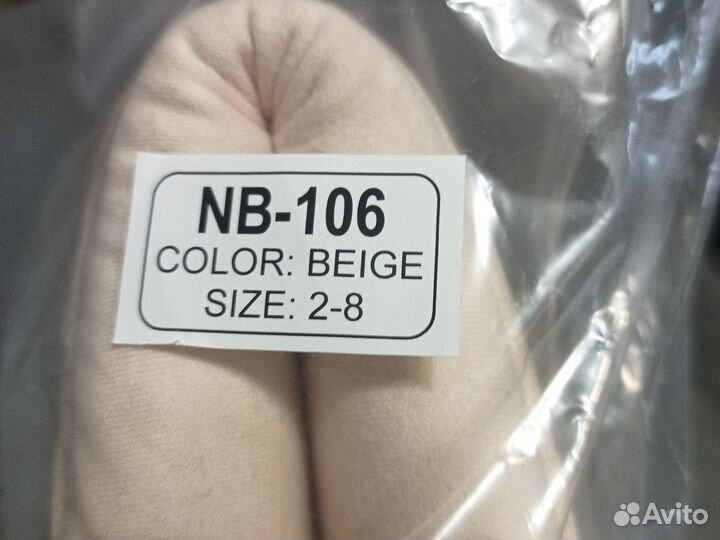 NB-106
COLOR: BEIGE
SIZE: 2-8
Avito